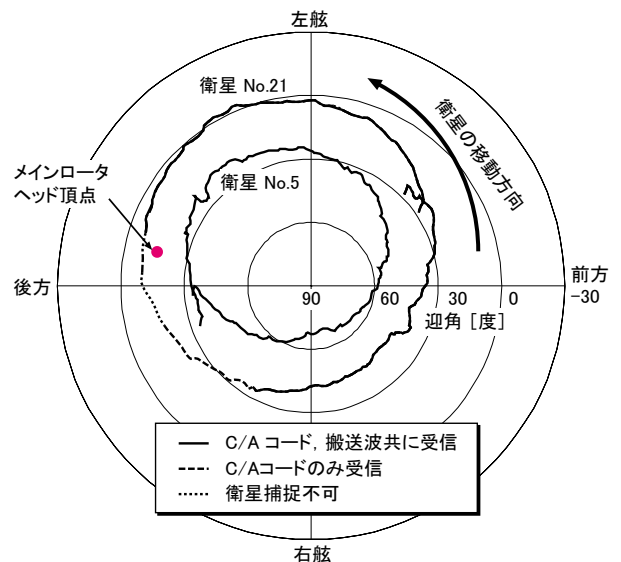 左舷
衛星 No.21
衛星の移動方向
メインロータ
ヘッド頂点
衛星 No.5
後方
前方
90
60
30
0
-30
迎角 [度]
C/A コード, 搬送波共に受信
C/Aコードのみ受信
衛星捕捉不可
右舷